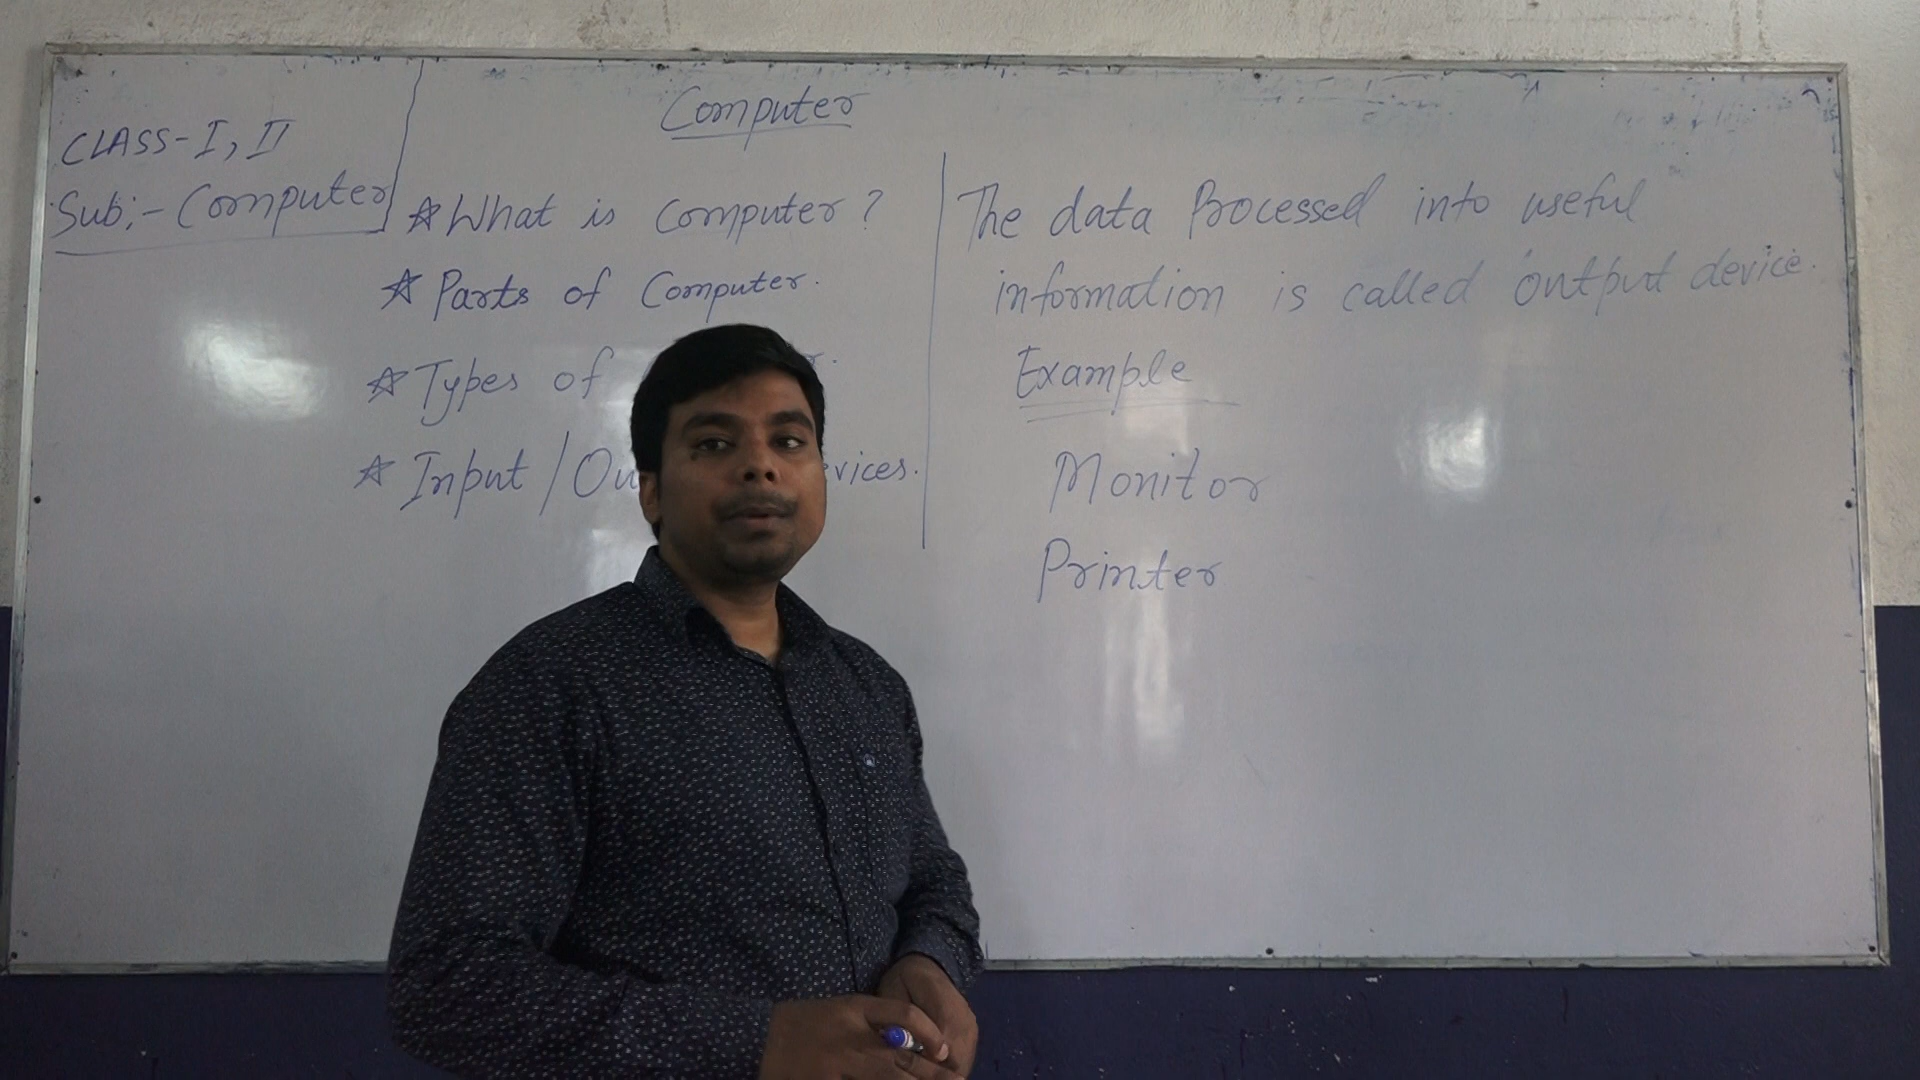 Computer
CLASS-I, II
Sub:- Computer
☆ What is Computer?
☆ Parts of Computer.
☆ Types of
☆ Input / Ou vices.
The data Processed into useful
information is called output device.
Example
Monitor
Printer